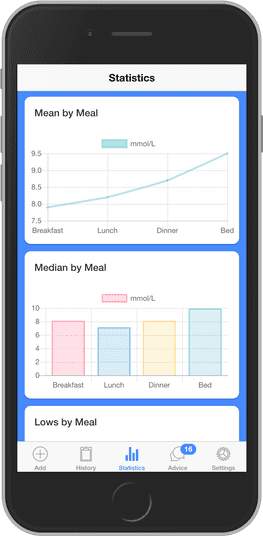 Statistics
Mean by Meal
mmol/L
9.5
9.0
8.5
8.0
7.5
Breakfast Lunch Dinner Bed
Median by Meal
mmol/L
10
8
6
4
2
0
Breakfast Lunch Dinner Bed
Lows by Meal
16
Add History Statistics Advice Settings